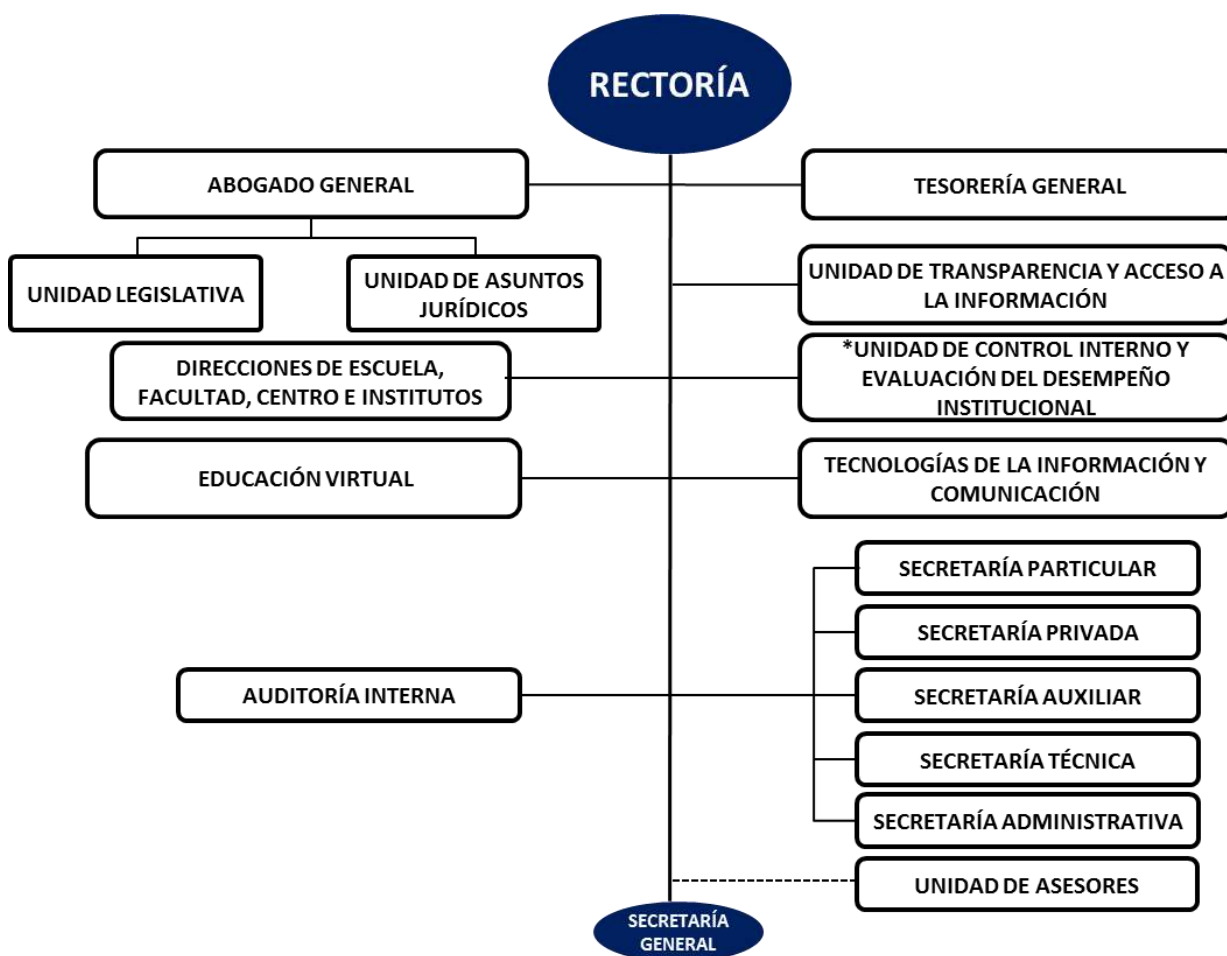 RECTORÍA
ABOGADO GENERAL
TESORERÍA GENERAL
UNIDAD LEGISLATIVA
UNIDAD DE ASUNTOS
JURÍDICOS
UNIDAD DE TRANSPARENCIA Y ACCESO A
LA INFORMACIÓN
DIRECCIONES DE ESCUELA,
FACULTAD, CENTRO E INSTITUTOS
*UNIDAD DE CONTROL INTERNO Y
EVALUACIÓN DEL DESEMPEÑO
INSTITUCIONAL
EDUCACIÓN VIRTUAL
TECNOLOGÍAS DE LA INFORMACIÓN Y
COMUNICACIÓN
SECRETARÍA PARTICULAR
SECRETARÍA PRIVADA
AUDITORÍA INTERNA
SECRETARÍA AUXILIAR
SECRETARÍA TÉCNICA
SECRETARÍA ADMINISTRATIVA
UNIDAD DE ASESORES
SECRETARÍA
GENERAL